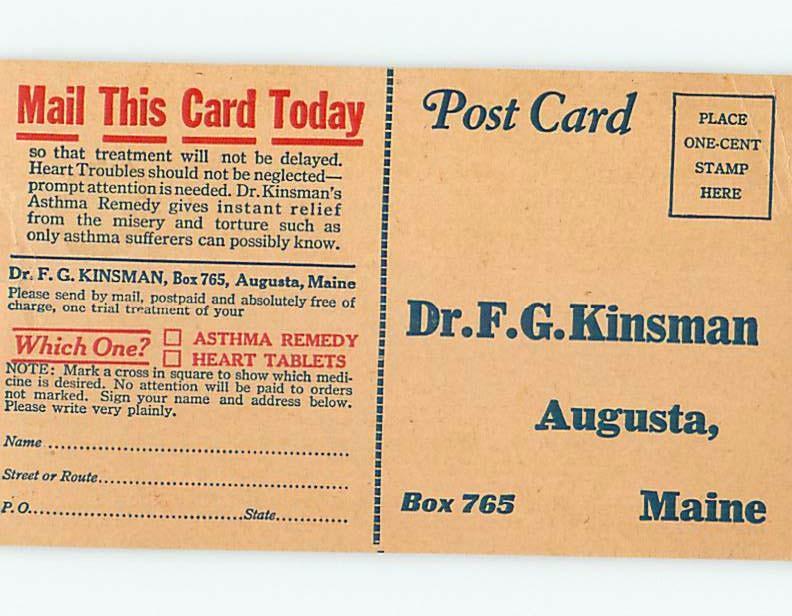 Mail This Card Today
so that treatment will not be delayed.
Heart Troubles should not be neglected—
prompt attention is needed. Dr. Kinsman's
Asthma Remedy gives instant relief
from the misery and torture such as
only asthma sufferers can possibly know.
Dr. F. G. KINSMAN, Box 765, Augusta, Maine
Please send by mail, postpaid and absolutely free of
charge, one trial treatment of your
Which One? ☐ ASTHMA REMEDY
☐ HEART TABLETS
NOTE: Mark a cross in square to show which medi-
cine is desired. No attention will be paid to orders
not marked. Sign your name and address below.
Please write very plainly.
Name
Street or Route
P.O. State
Post Card
PLACE
ONE-CENT
STAMP
HERE
Dr. F. G. Kinsman
Augusta,
Box 765 Maine